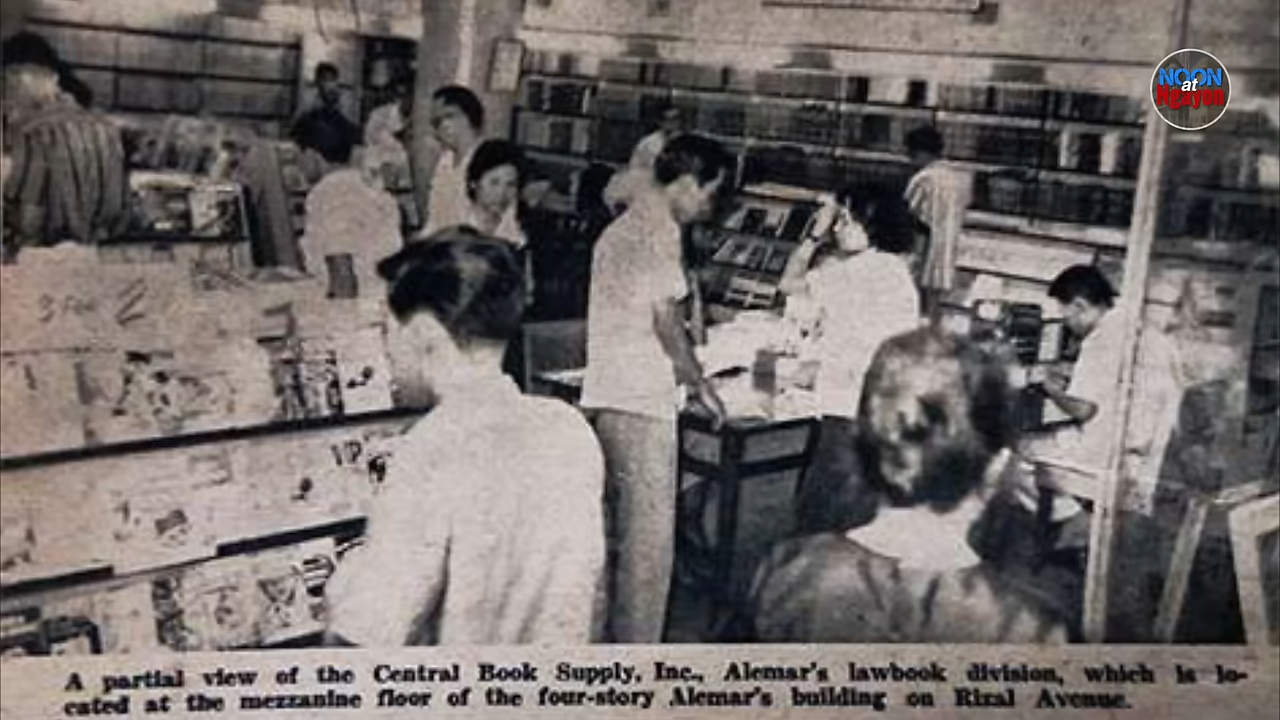 NOON
at
Ngayon
A partial view of the Central Book Supply, Inc., Alemar's lawbook division, which is lo-
cated at the mezzanine floor of the four-story Alemar's building on Rizal Avenue.